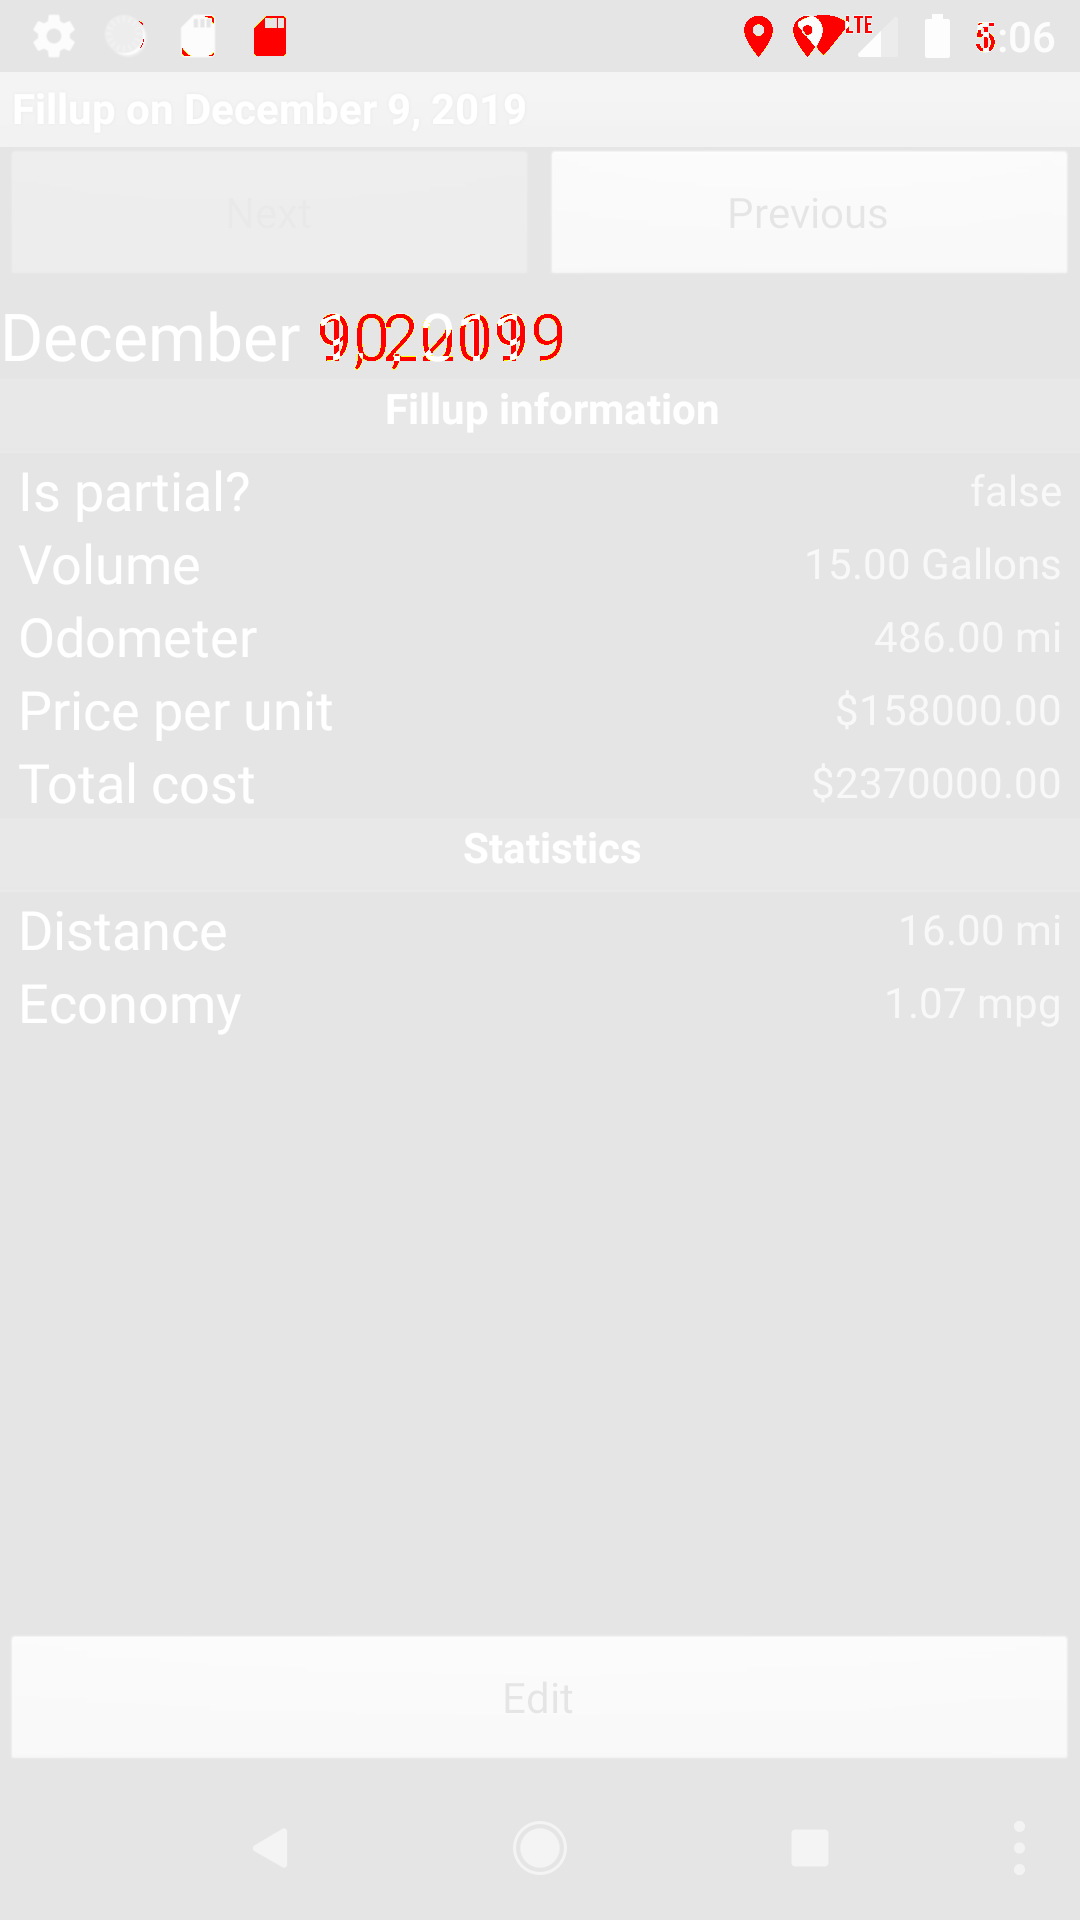 LTE :06
Fillup on December 9, 2019
Next Previous
December
Fillup information
Is partial? false
Volume 15.00 Gallons
Odometer 486.00 mi
Price per unit $158000.00
Total cost $2370000.00
Statistics
Distance 16.00 mi
Economy 1.07 mpg
Edit